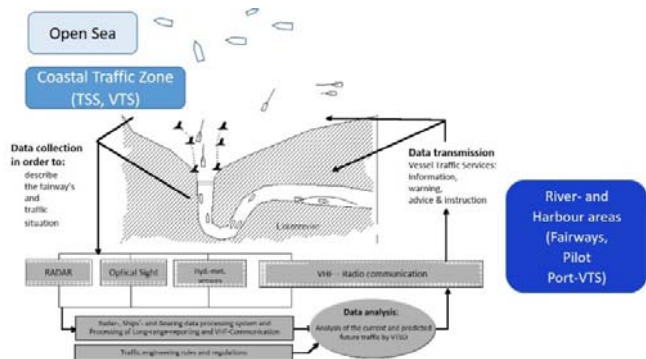 Open Sea
Coastal Traffic Zone
(TSS, VTS)
Data collection
in order to:
describe
the fairway's
and
traffic
situation
Data transmission
Vessel Traffic Services:
Information,
warning,
advice & instruction
River- and
Harbour areas
(Fairways,
Pilot
Port-VTS)
RADAR
Optical Sight
Hyd.-met.
sensors
VHF - Radio communication
Radar-, Ships'- and Bearing data processing system and
Processing of Long-range-reporting and VHF-Communication
Traffic engineering rules and regulations
Data analysis:
Analysis of the current and predicted
future traffic by VTSO